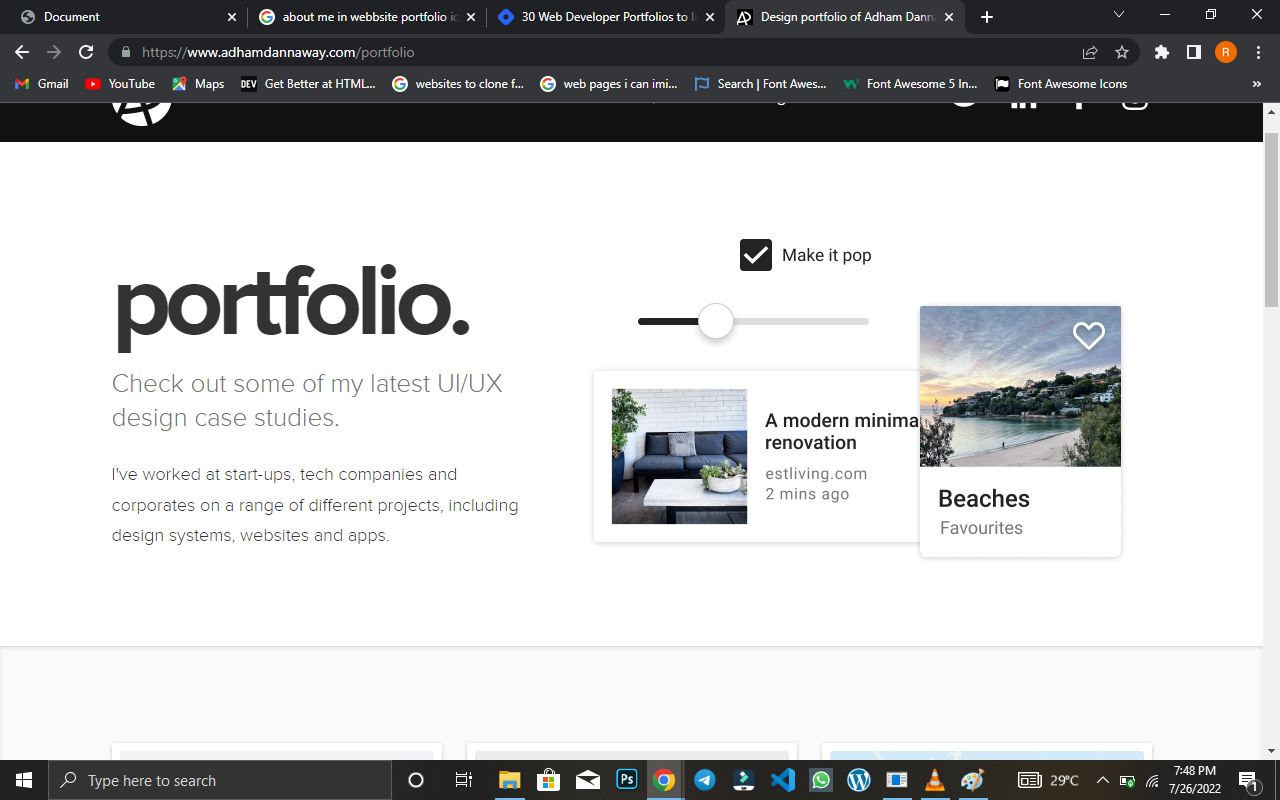 Document
about me in webbsite portfolio
30 Web Developer Portfolios to
Design portfolio of Adham Dann
https://www.adhamdannaway.com/portfolio
R
Gmail
YouTube
Maps
DEV
Get Better at HTML...
websites to clone f...
web pages i can imi...
Search | Font Awes...
Font Awesome 5 In...
Font Awesome Icons
»
portfolio.
Check out some of my latest UI/UX
design case studies.
I've worked at start-ups, tech companies and
corporates on a range of different projects, including
design systems, websites and apps.
Make it pop
A modern minima
renovation
estliving.com
2 mins ago
Beaches
Favourites
Type here to search
Ps
29°C
7:48 PM
7/26/2022
1